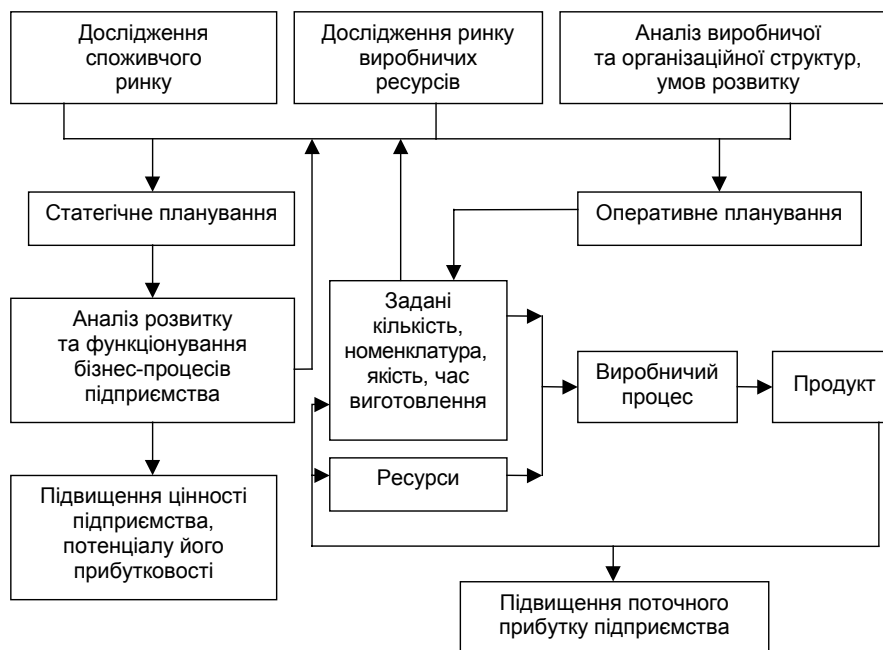 Дослідження
споживчого
ринку
Дослідження ринку
виробничих
ресурсів
Аналіз виробничої
та організаційної структур,
умов розвитку
Статегічне планування
Оперативне планування
Аналіз розвитку
та функціонування
бізнес-процесів
підприємства
Задані
кількість,
номенклатура,
якість, час
виготовлення
Виробничий
процес
Продукт
Ресурси
Підвищення цінності
підприємства,
потенціалу його
прибутковості
Підвищення поточного
прибутку підприємства